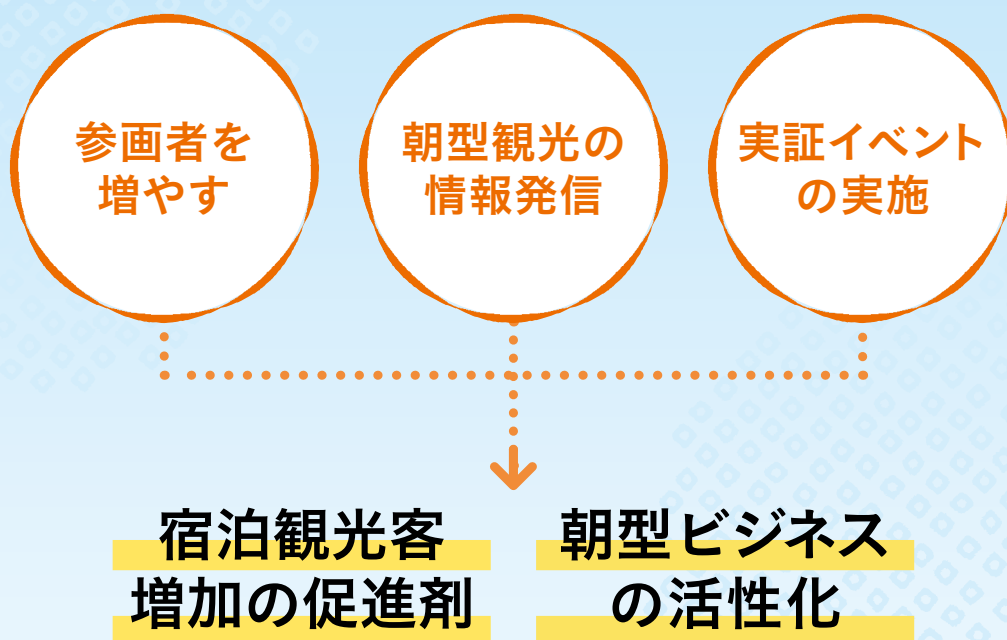 参画者を
増やす
朝型観光の
情報発信
実証イベント
の実施
宿泊観光客
増加の促進剤
朝型ビジネス
の活性化